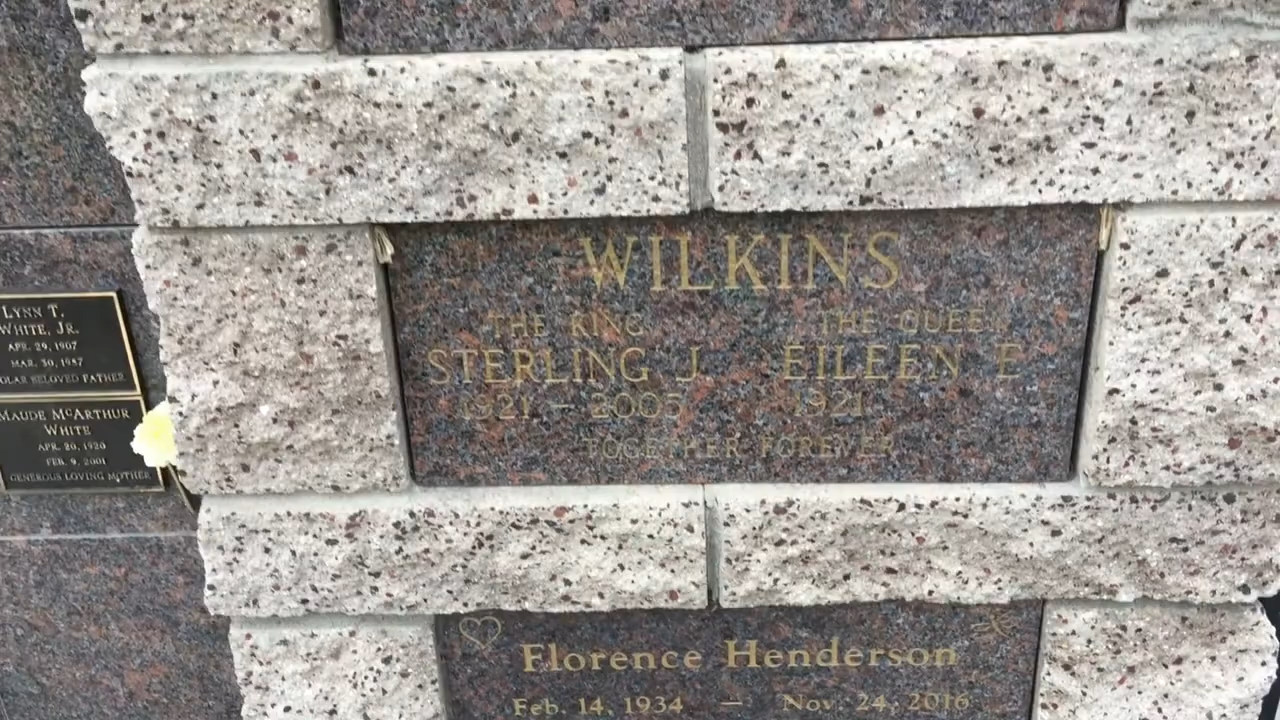 LYNN T.
WHITE, JR.
APR. 29, 1907
MAR. 30, 1987
BELOVED FATHER
MAUDE MCARTHUR
WHITE
APR. 20, 1920
FEB. 9, 2001
GENEROUS LOVING MOTHER
WILKINS
THE KING THE QUEEN
STERLING J. EILEEN E.
1921 - 2005 1921
TOGETHER FOREVER
Florence Henderson
Feb. 14, 1934 — Nov. 24, 2016